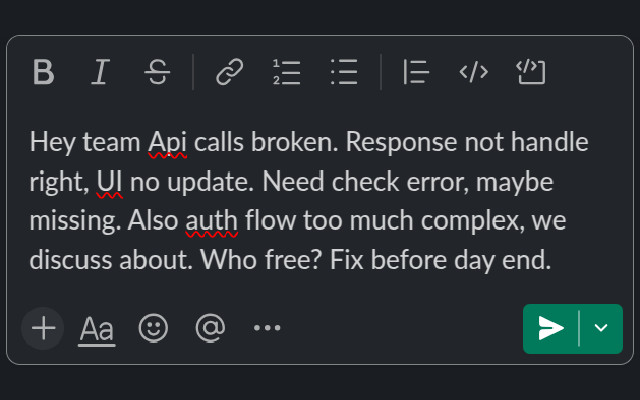 Hey team Api calls broken. Response not handle
right, UI no update. Need check error, maybe
missing. Also auth flow too much complex, we
discuss about. Who free? Fix before day end.
Aa